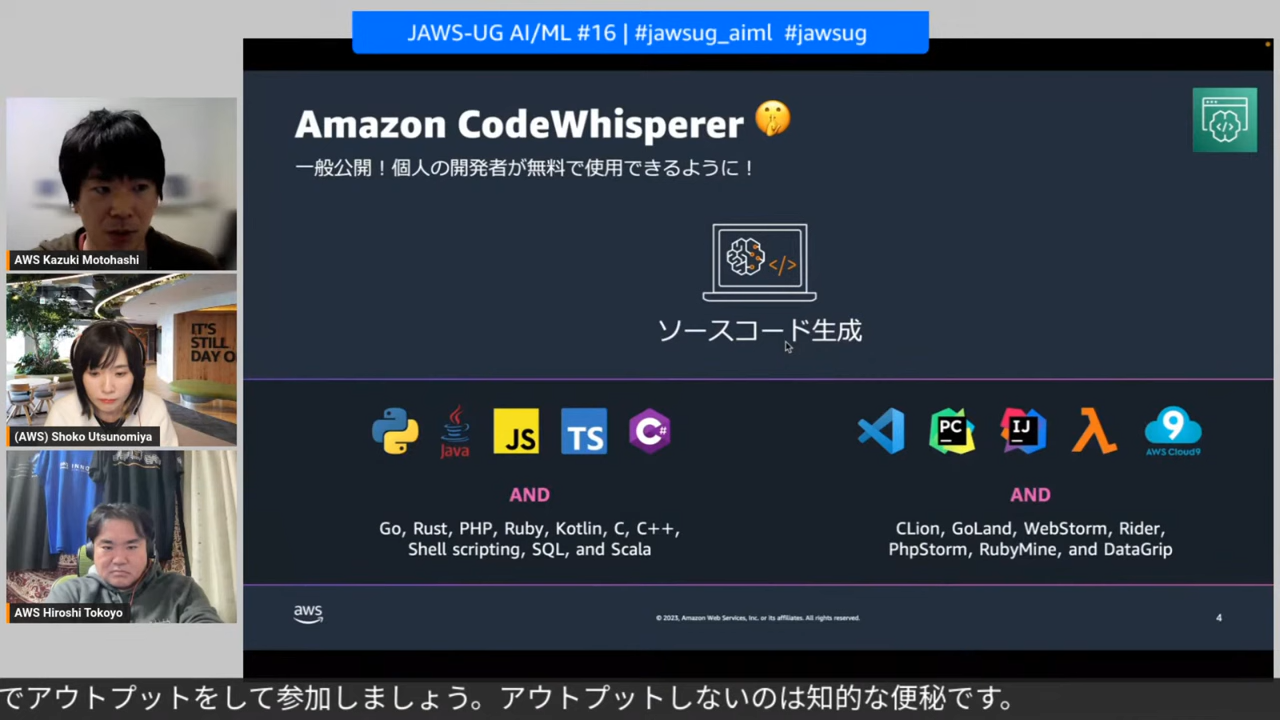 JAWS-UG AI/ML #16 | #jawsug_aiml #jawsug
Amazon CodeWhisperer 🤫
一般公開！個人の開発者が無料で使用できるように！
</>
ソースコード生成
Java
JS
TS
C#
PC
IJ
9
AWS Cloud9
AND
Go, Rust, PHP, Ruby, Kotlin, C, C++,
Shell scripting, SQL, and Scala
AND
CLion, GoLand, WebStorm, Rider,
PhpStorm, RubyMine, and DataGrip
aws
© 2023, Amazon Web Services, Inc. or its affiliates. All rights reserved.
4
AWS Kazuki Motohashi
IT'S
STILL
DAY O
(AWS) Shoko Utsunomiya
AWS Hiroshi Tokoyo
でアウトプットをして参加しましょう。アウトプットしないのは知的な便秘です。